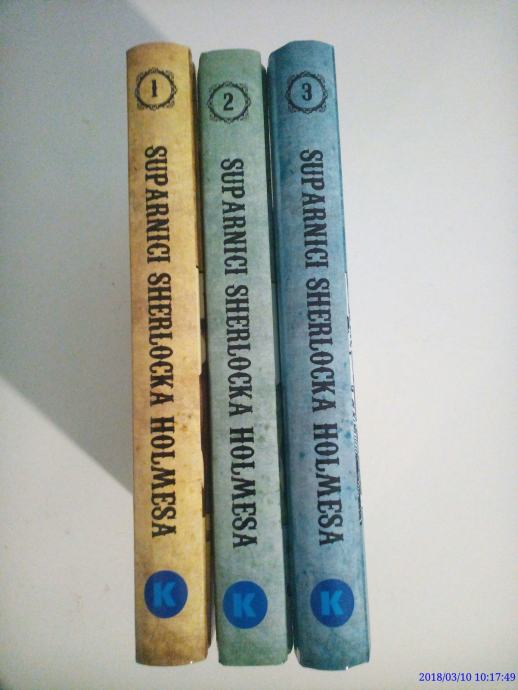 1
SUPARNICI SHERLOCKA HOLMESA
K
2
SUPARNICI SHERLOCKA HOLMESA
K
3
SUPARNICI SHERLOCKA HOLMESA
K
2018/03/10 10:17:49